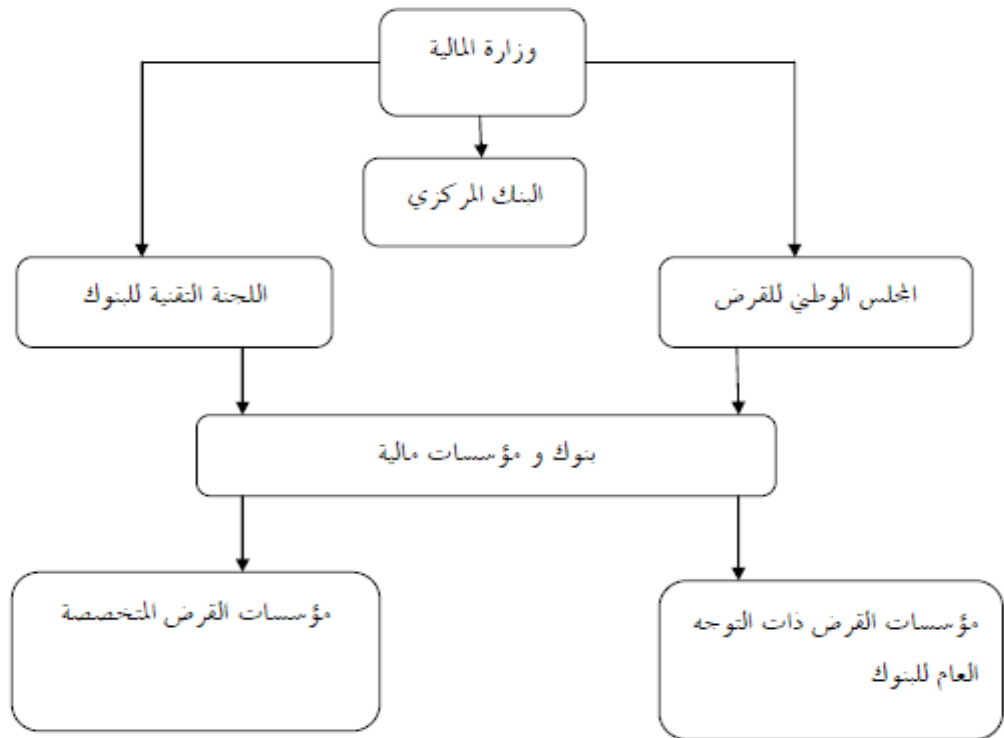 وزارة المالية
البنك المركزي
المجلس الوطني للقرض
اللجنة التقنية للبنوك
بنوك و مؤسسات مالية
مؤسسات القرض ذات التوجه
العام للبنوك
مؤسسات القرض المتخصصة